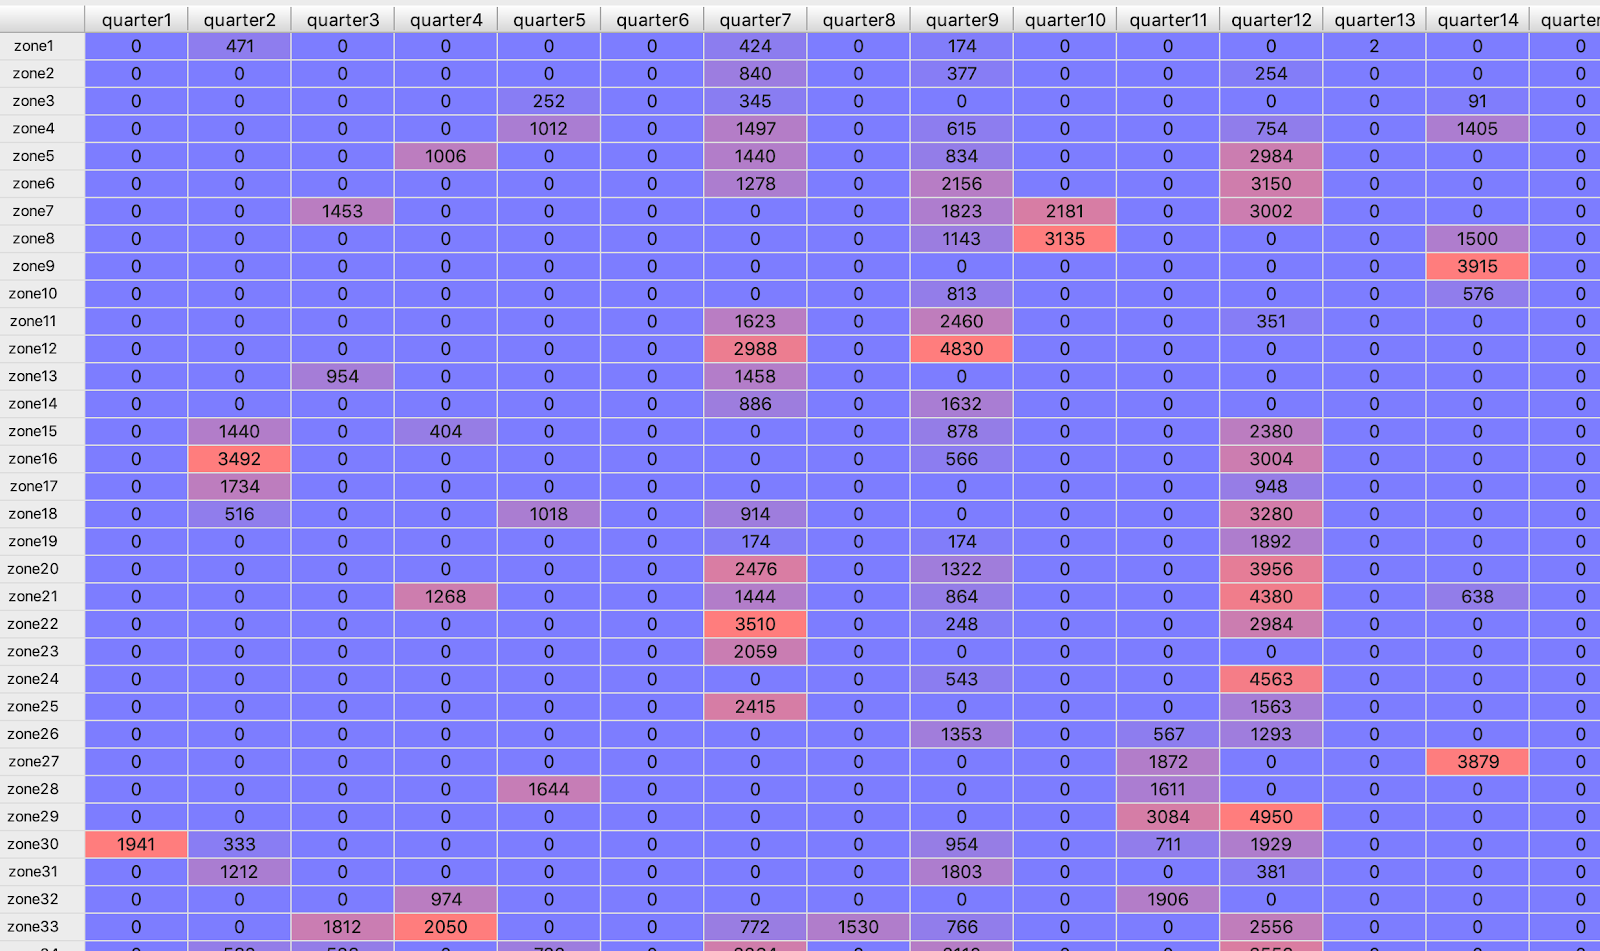 quarter1 quarter2 quarter3 quarter4 quarter5 quarter6 quarter7 quarter8 quarter9 quarter10 quarter11 quarter12 quarter13 quarter14
zone1 0 471 0 0 0 0 424 0 174 0 0 0 2 0 0
zone2 0 0 0 0 0 0 840 0 377 0 0 254 0 0 0
zone3 0 0 0 0 252 0 345 0 0 0 0 0 0 91 0
zone4 0 0 0 0 1012 0 1497 0 615 0 0 754 0 1405 0
zone5 0 0 0 1006 0 0 1440 0 834 0 0 2984 0 0 0
zone6 0 0 0 0 0 0 1278 0 2156 0 0 3150 0 0 0
zone7 0 0 1453 0 0 0 0 0 1823 2181 0 3002 0 0 0
zone8 0 0 0 0 0 0 0 0 1143 3135 0 0 0 1500 0
zone9 0 0 0 0 0 0 0 0 0 0 0 0 0 3915 0
zone10 0 0 0 0 0 0 0 0 813 0 0 0 0 576 0
zone11 0 0 0 0 0 0 1623 0 2460 0 0 351 0 0 0
zone12 0 0 0 0 0 0 2988 0 4830 0 0 0 0 0 0
zone13 0 0 954 0 0 0 1458 0 0 0 0 0 0 0 0
zone14 0 0 0 0 0 0 886 0 1632 0 0 0 0 0 0
zone15 0 1440 0 404 0 0 0 0 878 0 0 2380 0 0 0
zone16 0 3492 0 0 0 0 0 0 566 0 0 3004 0 0 0
zone17 0 1734 0 0 0 0 0 0 0 0 0 948 0 0 0
zone18 0 516 0 0 1018 0 914 0 0 0 0 3280 0 0 0
zone19 0 0 0 0 0 0 174 0 174 0 0 1892 0 0 0
zone20 0 0 0 0 0 0 2476 0 1322 0 0 3956 0 0 0
zone21 0 0 0 1268 0 0 1444 0 864 0 0 4380 0 638 0
zone22 0 0 0 0 0 0 3510 0 248 0 0 2984 0 0 0
zone23 0 0 0 0 0 0 2059 0 0 0 0 0 0 0 0
zone24 0 0 0 0 0 0 0 0 543 0 0 4563 0 0 0
zone25 0 0 0 0 0 0 2415 0 0 0 0 1563 0 0 0
zone26 0 0 0 0 0 0 0 0 1353 0 567 1293 0 0 0
zone27 0 0 0 0 0 0 0 0 0 0 1872 0 0 3879 0
zone28 0 0 0 0 1644 0 0 0 0 0 1611 0 0 0 0
zone29 0 0 0 0 0 0 0 0 0 0 3084 4950 0 0 0
zone30 1941 333 0 0 0 0 0 0 954 0 711 1929 0 0 0
zone31 0 1212 0 0 0 0 0 0 1803 0 0 381 0 0 0
zone32 0 0 0 974 0 0 0 0 0 0 1906 0 0 0 0
zone33 0 0 1812 2050 0 0 772 1530 766 0 0 2556 0 0 0